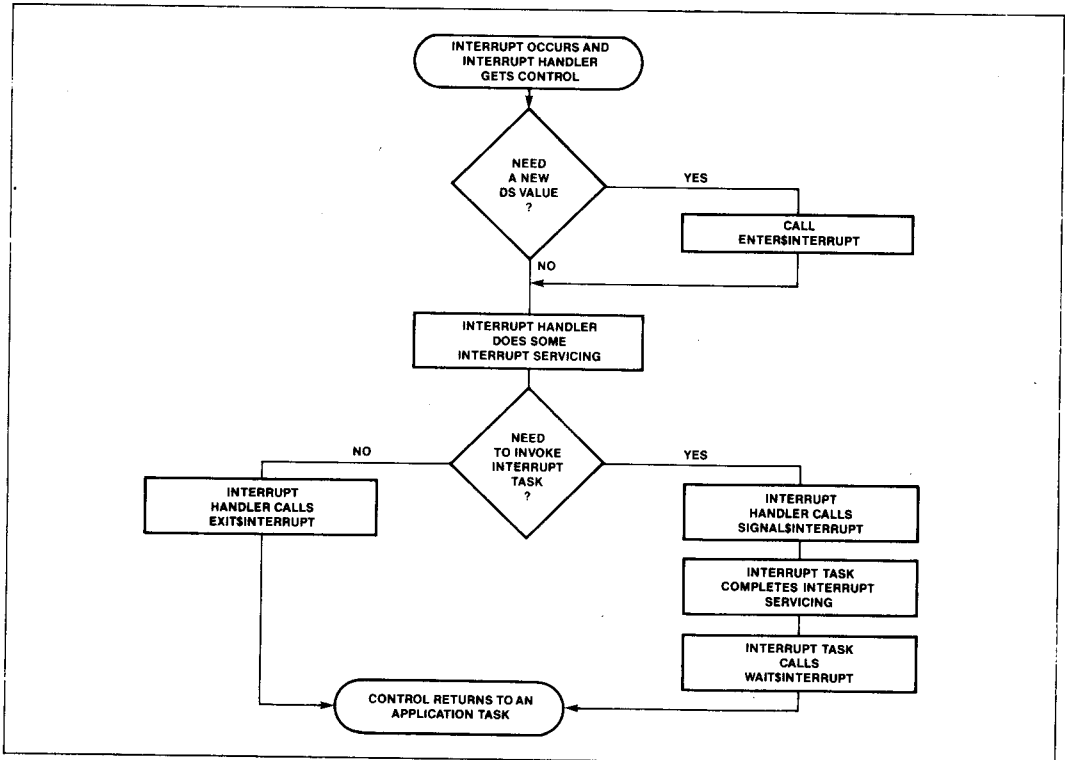 INTERRUPT OCCURS AND
INTERRUPT HANDLER
GETS CONTROL
NEED
A NEW
DS VALUE
?
YES
CALL
ENTER$INTERRUPT
NO
INTERRUPT HANDLER
DOES SOME
INTERRUPT SERVICING
NEED
TO INVOKE
INTERRUPT
TASK
?
NO
YES
INTERRUPT
HANDLER CALLS
EXIT$INTERRUPT
INTERRUPT
HANDLER CALLS
SIGNAL$INTERRUPT
INTERRUPT TASK
COMPLETES INTERRUPT
SERVICING
INTERRUPT TASK
CALLS
WAIT$INTERRUPT
CONTROL RETURNS TO AN
APPLICATION TASK